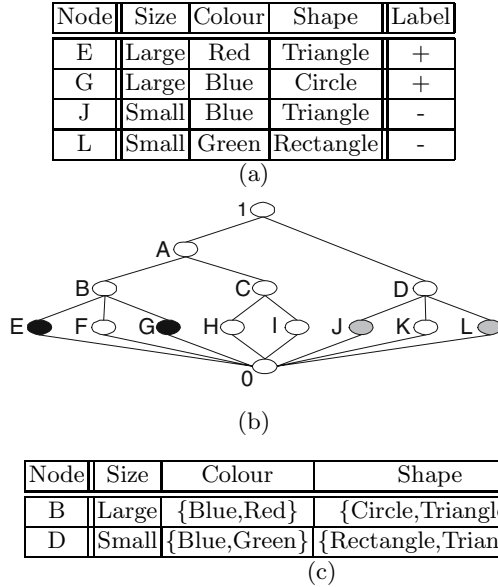 Node Size Colour Shape Label
E Large Red Triangle +
G Large Blue Circle +
J Small Blue Triangle -
L Small Green Rectangle -
(a)
1
A
B C D
E F G H I J K L
0
(b)
Node Size Colour Shape
B Large {Blue,Red} {Circle,Triangle
D Small {Blue,Green} {Rectangle,Trian
(c)